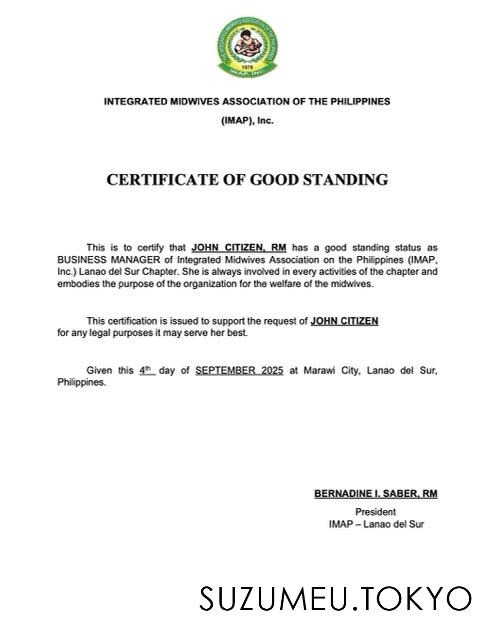 INTEGRATED MIDWIVES ASSOCIATION OF THE PHILIPPINES
IMAP, INC.
1974
INTEGRATED MIDWIVES ASSOCIATION OF THE PHILIPPINES
(IMAP), Inc.
CERTIFICATE OF GOOD STANDING
This is to certify that JOHN CITIZEN, RM has a good standing status as
BUSINESS MANAGER of Integrated Midwives Association on the Philippines (IMAP,
Inc.) Lanao del Sur Chapter. She is always involved in every activities of the chapter and
embodies the purpose of the organization for the welfare of the midwives.
This certification is issued to support the request of JOHN CITIZEN
for any legal purposes it may serve her best.
Given this 4th day of SEPTEMBER 2025 at Marawi City, Lanao del Sur,
Philippines.
BERNADINE I. SABER, RM
President
IMAP – Lanao del Sur
SUZUMEU.TOKYO